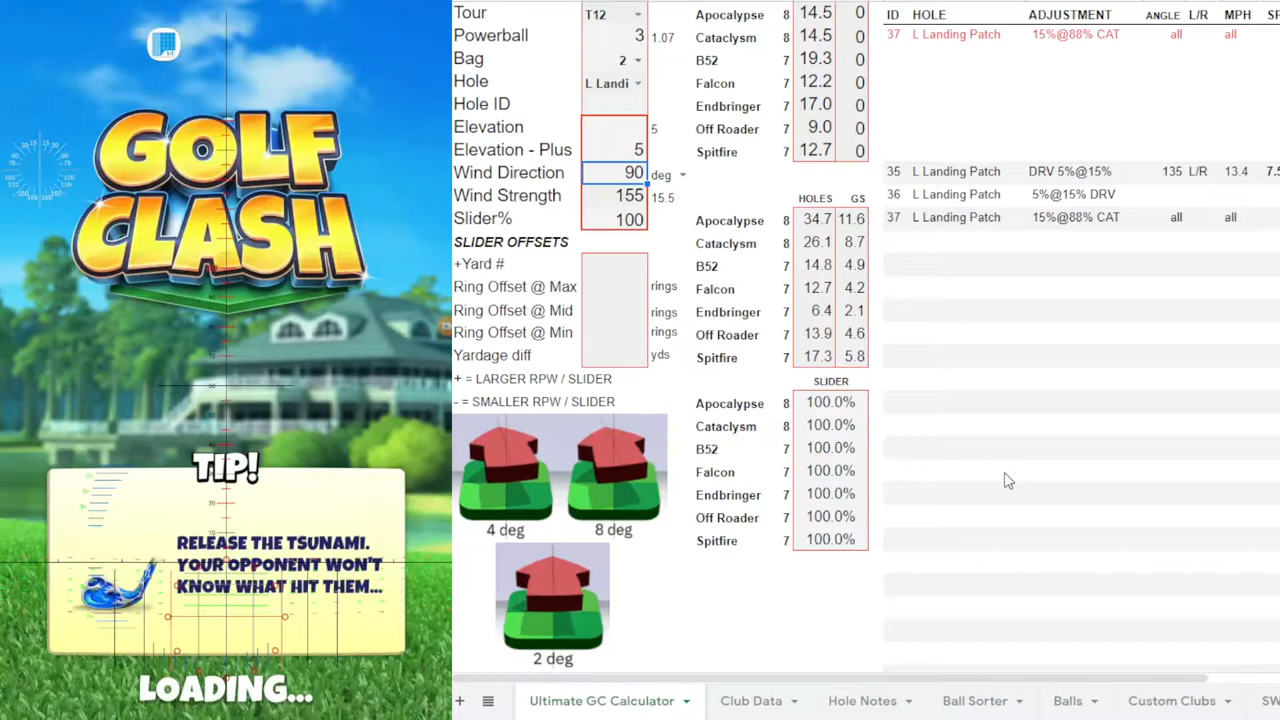 GOLF
CLASH
TIP!
RELEASE THE TSUNAMI.
YOUR OPPONENT WON'T
KNOW WHAT HIT THEM...
LOADING...
Tour T12
Powerball 3 1.07
Bag 2
Hole L Landi
Hole ID
Elevation 5
Elevation - Plus 5
Wind Direction 90 deg
Wind Strength 155 15.5
Slider% 100
SLIDER OFFSETS
+Yard #
Ring Offset @ Max rings
Ring Offset @ Mid rings
Ring Offset @ Min rings
Yardage diff yds
+ = LARGER RPW / SLIDER
- = SMALLER RPW / SLIDER
4 deg 8 deg
2 deg
Apocalypse 8 14.5 0
Cataclysm 8 14.5 0
B52 7 19.3 0
Falcon 7 12.2 0
Endbringer 7 17.0 0
Off Roader 7 9.0 0
Spitfire 7 12.7 0
HOLES GS
Apocalypse 8 34.7 11.6
Cataclysm 8 26.1 8.7
B52 7 14.8 4.9
Falcon 7 12.7 4.2
Endbringer 7 6.4 2.1
Off Roader 7 13.9 4.6
Spitfire 7 17.3 5.8
SLIDER
Apocalypse 8 100.0%
Cataclysm 8 100.0%
B52 7 100.0%
Falcon 7 100.0%
Endbringer 7 100.0%
Off Roader 7 100.0%
Spitfire 7 100.0%
ID HOLE ADJUSTMENT ANGLE L/R MPH SF
37 L Landing Patch 15%@88% CAT all all
35 L Landing Patch DRV 5%@15% 135 L/R 13.4 7.5
36 L Landing Patch 5%@15% DRV
37 L Landing Patch 15%@88% CAT all all
+ Ultimate GC Calculator Club Data Hole Notes Ball Sorter Balls Custom Clubs SW